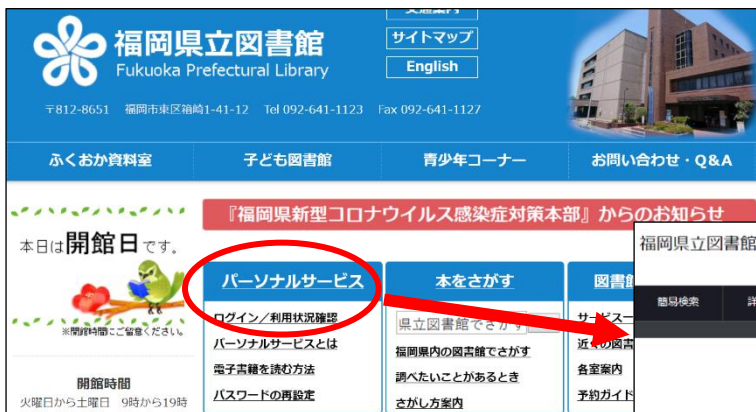 交通案内
福岡県立図書館
サイトマップ
Fukuoka Prefectural Library
English
〒812-8651 福岡市東区箱崎1-41-12 Tel 092-641-1123 Fax 092-641-1127
ふくおか資料室 子ども図書館 青少年コーナー お問い合わせ・Q&A
『福岡県新型コロナウイルス感染症対策本部』からのお知らせ
本日は開館日です。
※開館時間にご留意ください。
開館時間
火曜日から土曜日 9時から19時
パーソナルサービス
ログイン/利用状況確認
パーソナルサービスとは
電子書籍を読む方法
パスワードの再設定
本をさがす
県立図書館でさがす
福岡県内の図書館でさがす
調べたいことがあるとき
さがし方案内
図書館
サービス一
近くの図書
各室案内
予約ガイド
福岡県立図書館
簡易検索 詳